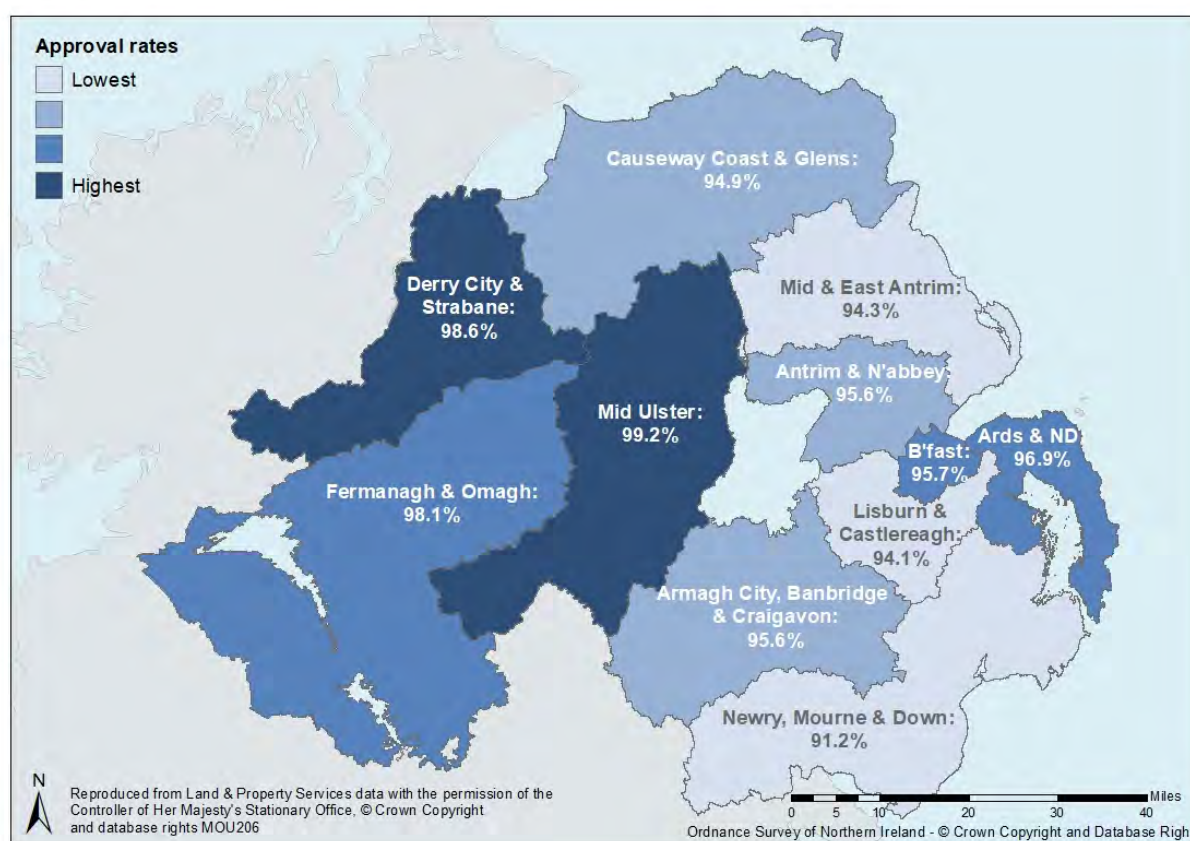 Approval rates
Lowest
Highest
Causeway Coast & Glens:
94.9%
Derry City &
Strabane:
98.6%
Mid & East Antrim:
94.3%
Antrim & N'abbey:
95.6%
Mid Ulster:
99.2%
B'fast:
95.7%
Ards & ND:
96.9%
Fermanagh & Omagh:
98.1%
Lisburn &
Castlereagh:
94.1%
Armagh City, Banbridge
& Craigavon:
95.6%
Newry, Mourne & Down:
91.2%
N
Reproduced from Land & Property Services data with the permission of the
Controller of Her Majesty's Stationary Office, © Crown Copyright
and database rights MOU206
Miles
0 5 10 20 30 40
Ordnance Survey of Northern Ireland - © Crown Copyright and Database Righ